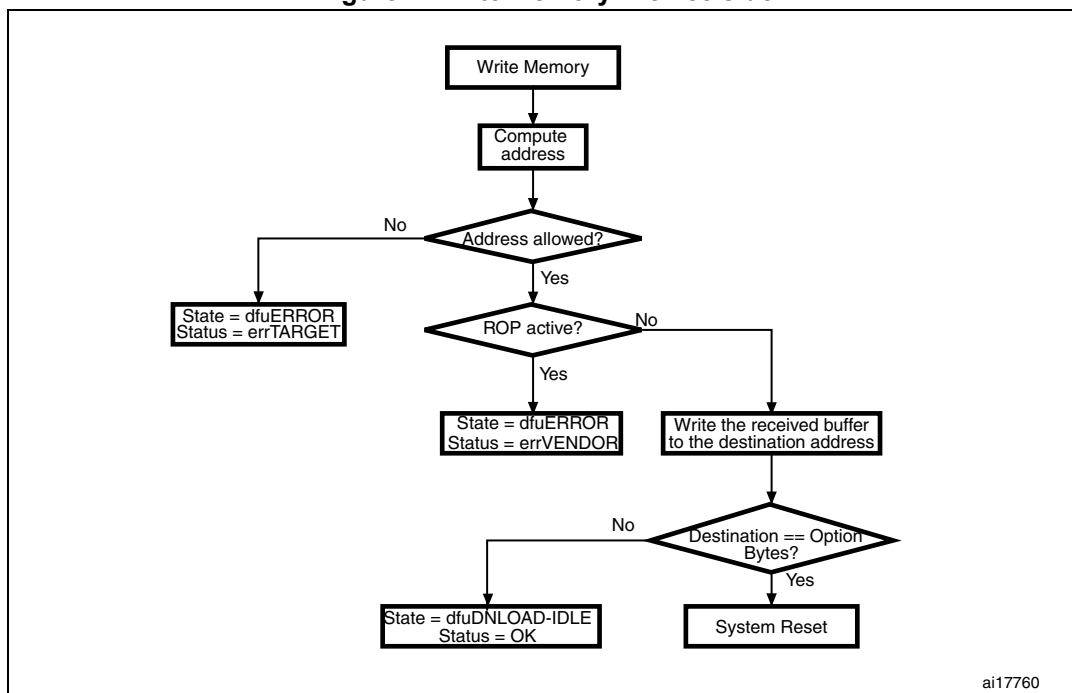 Write Memory
Compute
address
No
Address allowed?
Yes
State = dfuERROR
Status = errTARGET
ROP active?
No
Yes
State = dfuERROR
Status = errVENDOR
Write the received buffer
to the destination address
No
Destination == Option
Bytes?
Yes
State = dfuDNLOAD-IDLE
Status = OK
System Reset
ai17760